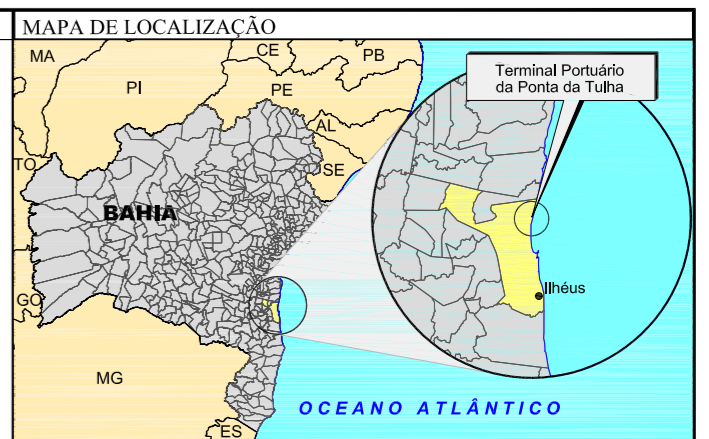 MAPA DE LOCALIZAÇÃO
MA
CE
PB
PI
PE
Terminal Portuário
da Ponta da Tulha
AL
TO
SE
BAHIA
GO
Ilhéus
MG
OCEANO ATLÂNTICO
ES